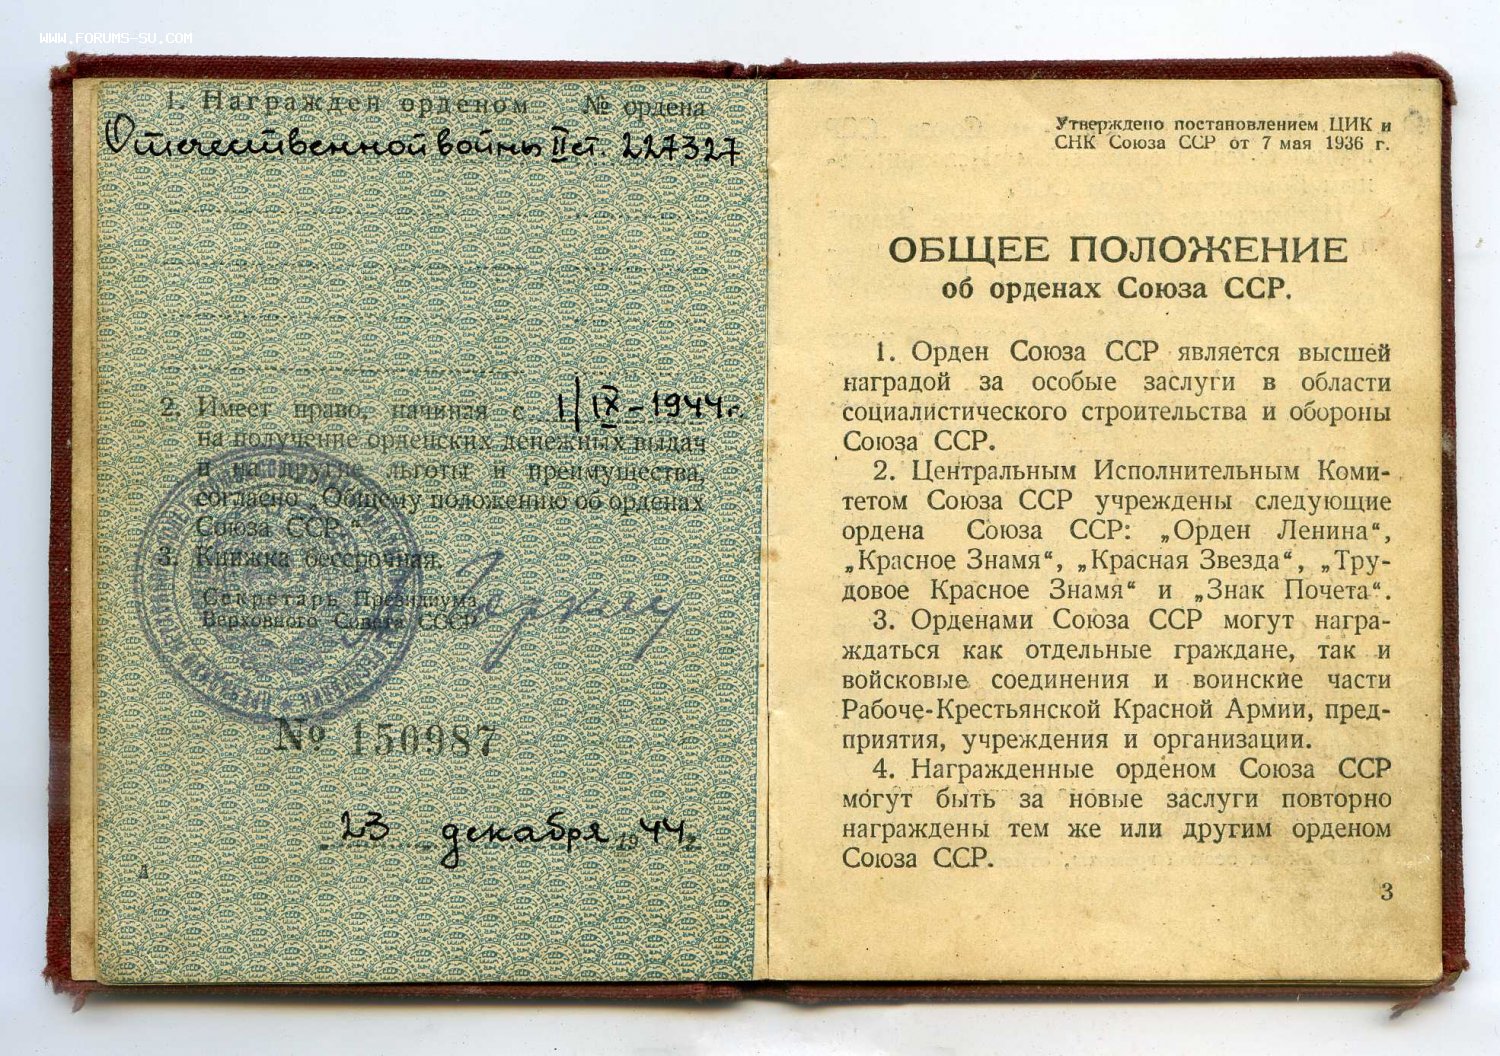 WWW.FORUMS-SU.COM
1. Награжден орденом № ордена
Отечественной войны II ст. 227327
2. Имеет право, начиная с 1/IX-1944г.
на получение орденских денежных выдач
и на другие льготы и преимущества,
согласно „Общему положению об орденах
Союза ССР.“
3. Книжка бессрочная.
Секретарь Президиума
Верховного Совета СССР
№ 150987
23 декабря 1944 г.
Утверждено постановлением ЦИК и
СНК Союза ССР от 7 мая 1936 г.
ОБЩЕЕ ПОЛОЖЕНИЕ
об орденах Союза ССР.
1. Орден Союза ССР является высшей
наградой за особые заслуги в области
социалистического строительства и обороны
Союза ССР.
2. Центральным Исполнительным Коми-
тетом Союза ССР учреждены следующие
ордена Союза ССР: „Орден Ленина“,
„Красное Знамя“, „Красная Звезда“, „Тру-
довое Красное Знамя“ и „Знак Почета“.
3. Орденами Союза ССР могут награ-
ждаться как отдельные граждане, так и
войсковые соединения и воинские части
Рабоче-Крестьянской Красной Армии, пред-
приятия, учреждения и организации.
4. Награжденные орденом Союза ССР
могут быть за новые заслуги повторно
награждены тем же или другим орденом
Союза ССР.
3